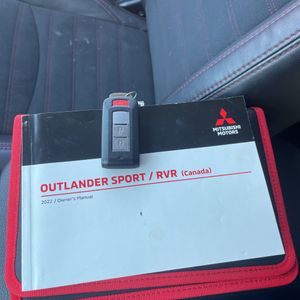 MITSUBISHI
MOTORS
OUTLANDER SPORT / RVR (Canada)
2022 / Owner's Manual